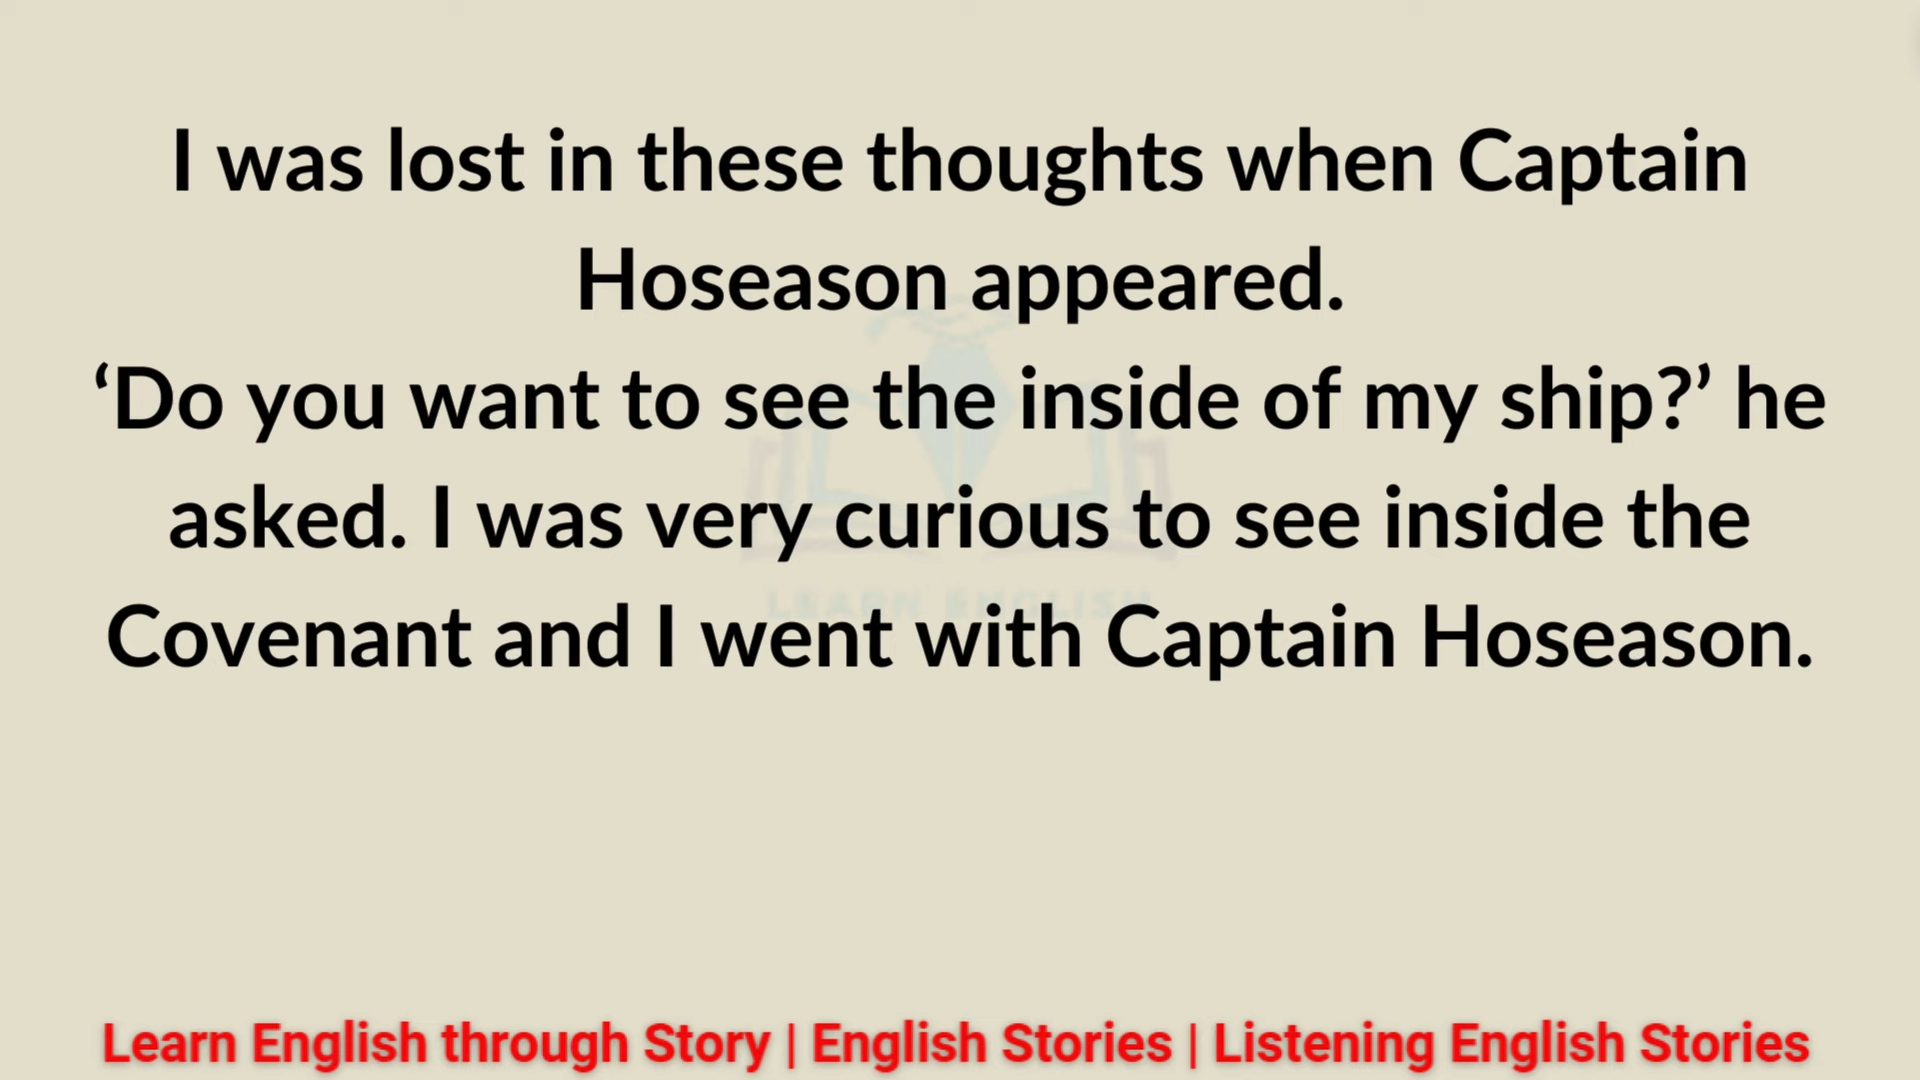 I was lost in these thoughts when Captain
Hoseason appeared.
‘Do you want to see the inside of my ship?’ he
asked. I was very curious to see inside the
Covenant and I went with Captain Hoseason.
LEARN ENGLISH
Learn English through Story | English Stories | Listening English Stories